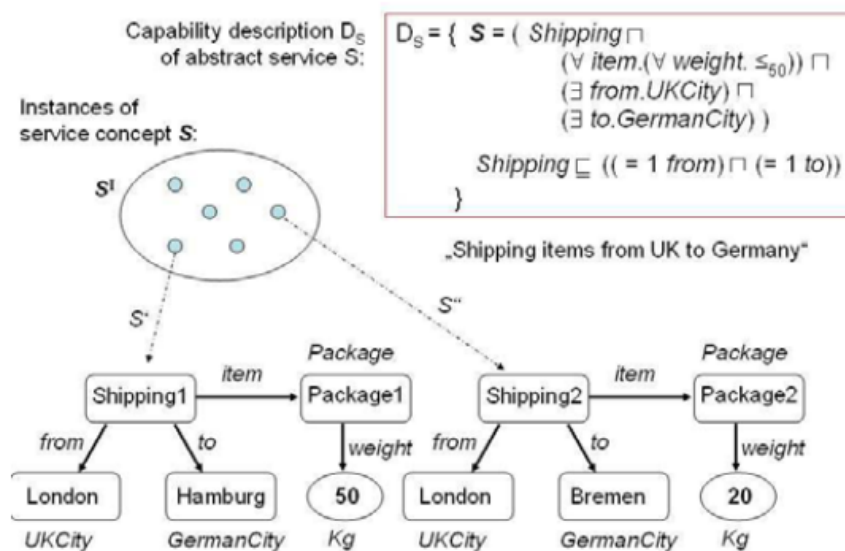 Capability description D_S
of abstract service S:
D_S = { S = ( Shipping ⊓
(∀ item.(∀ weight. ≤_50)) ⊓
(∃ from.UKCity) ⊓
(∃ to.GermanCity) )
Shipping ⊑ (( = 1 from) ⊓ (= 1 to))
}
Instances of
service concept S:
S^I
„Shipping items from UK to Germany“
S‘
S“
Package
Package
Shipping1
item
Package1
Shipping2
item
Package2
from
to
weight
from
to
weight
London
Hamburg
50
London
Bremen
20
UKCity
GermanCity
Kg
UKCity
GermanCity
Kg